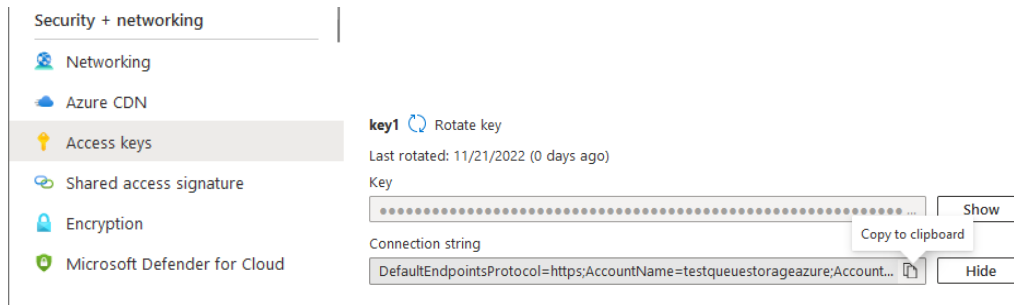 Security + networking
Networking
Azure CDN
Access keys
Shared access signature
Encryption
Microsoft Defender for Cloud
key1 Rotate key
Last rotated: 11/21/2022 (0 days ago)
Key
Show
Connection string
Copy to clipboard
DefaultEndpointsProtocol=https;AccountName=testqueuestorageazure;Account...
Hide